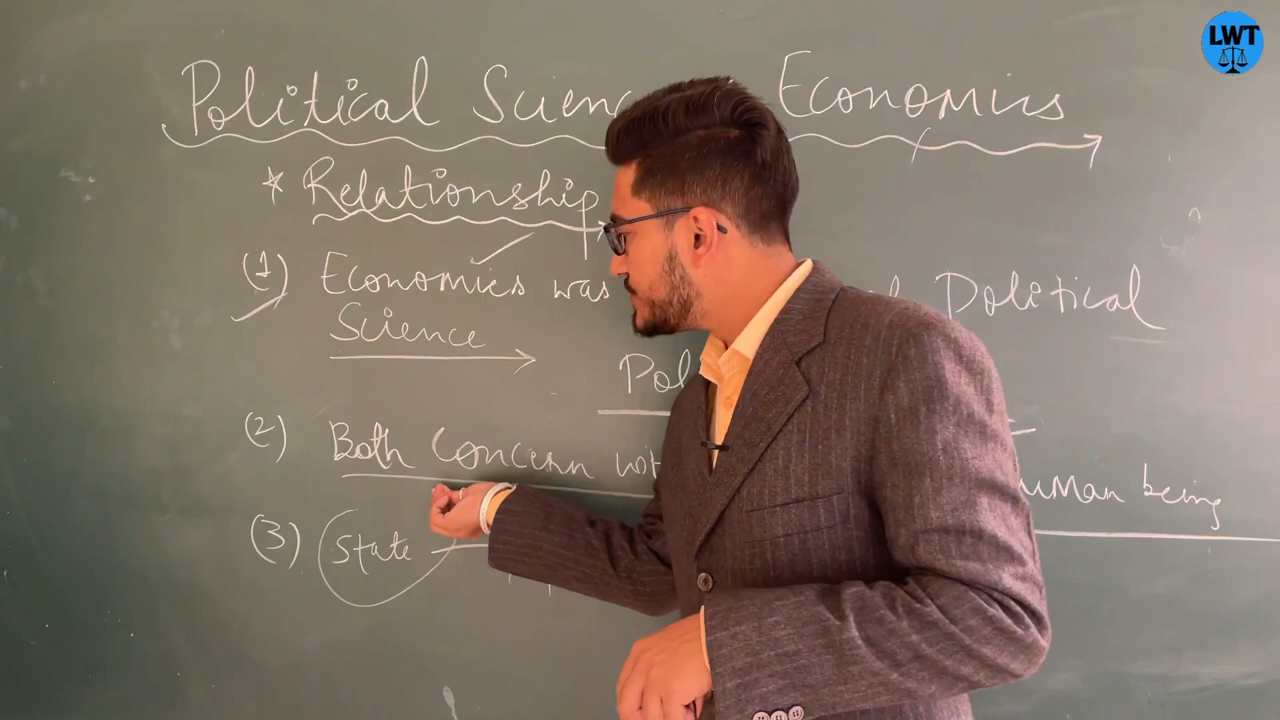 LWT
Political Scien Economics
* Relationship
(1) Economics was Political
Science
Pol
(2) Both Concern wit uman being
(3) State